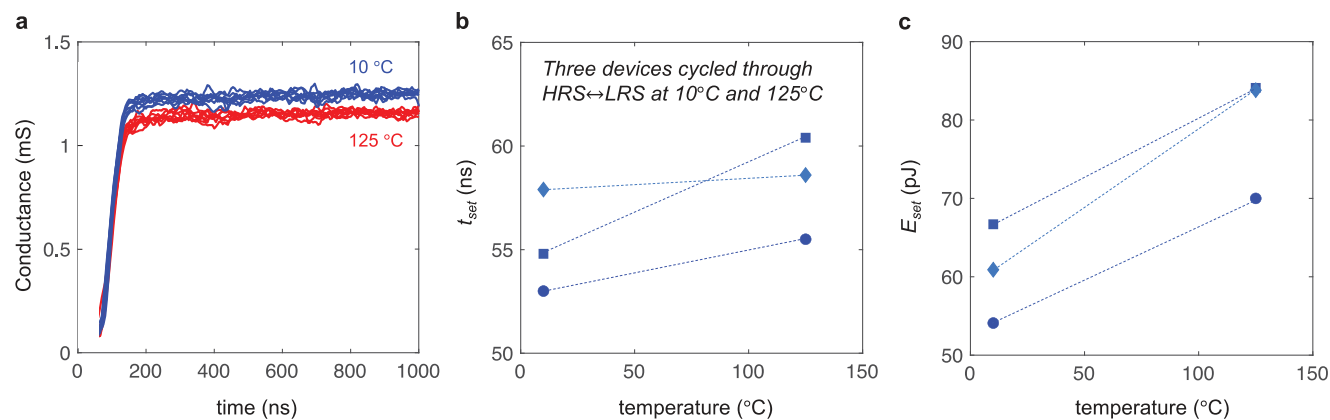 a
1.5
1
0.5
0
0 200 400 600 800 1000
Conductance (mS)
time (ns)
10 °C
125 °C
b
65
60
55
50
0 50 100 150
t_set (ns)
temperature (°C)
Three devices cycled through
HRS↔LRS at 10°C and 125°C
c
90
80
70
60
50
0 50 100 150
E_set (pJ)
temperature (°C)